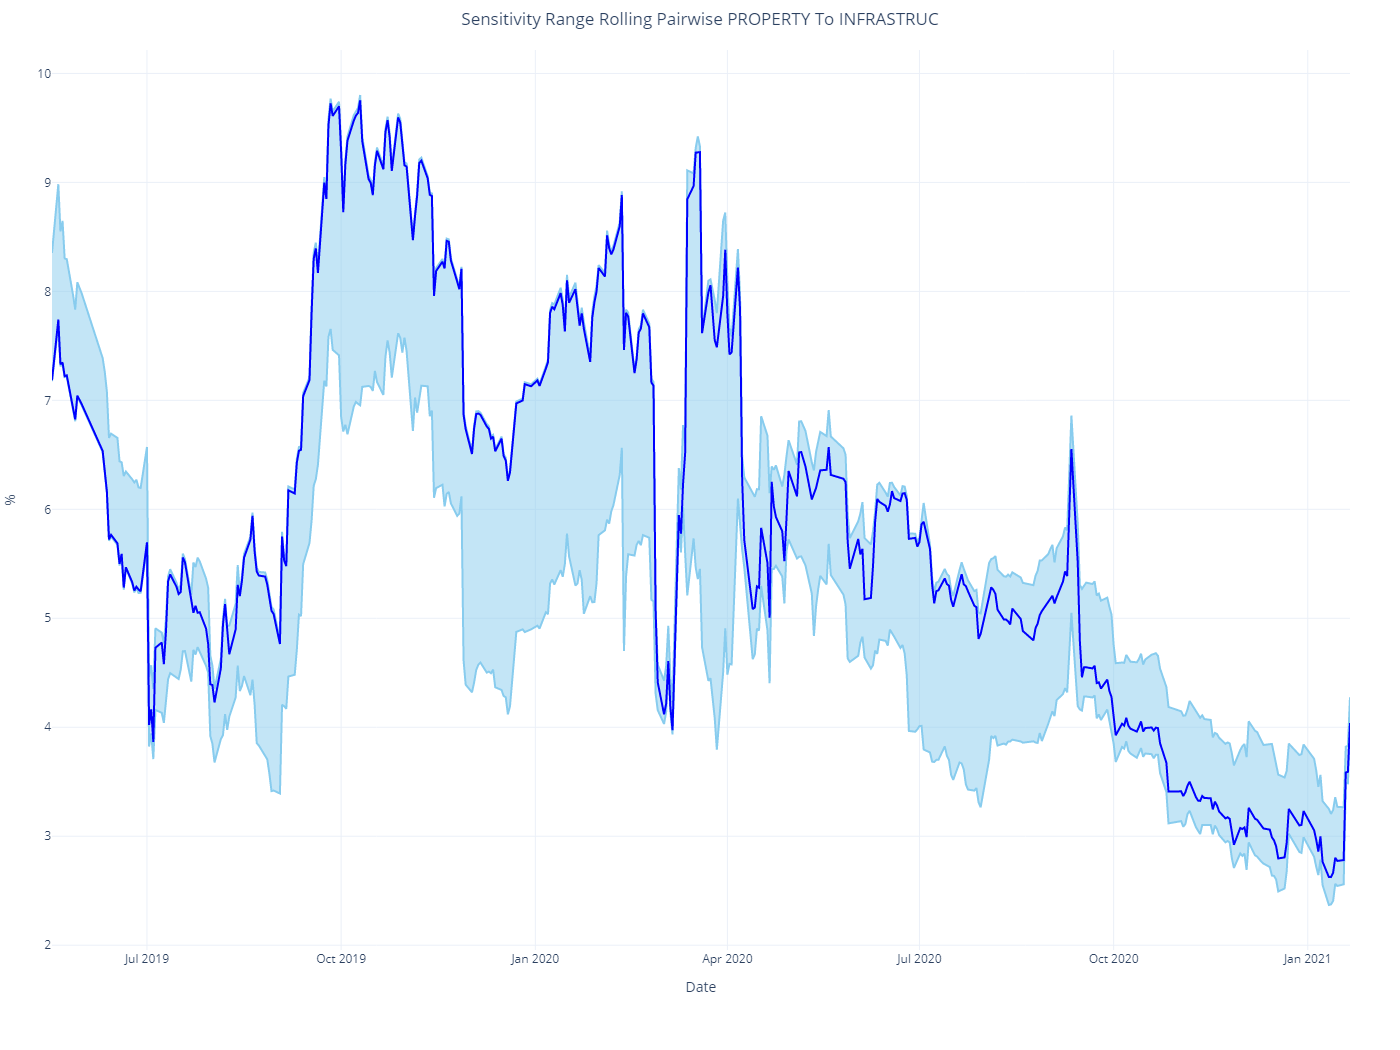 Sensitivity Range Rolling Pairwise PROPERTY To INFRASTRUC
10
9
8
7
6
5
4
3
2
%
Jul 2019
Oct 2019
Jan 2020
Apr 2020
Jul 2020
Oct 2020
Jan 2021
Date